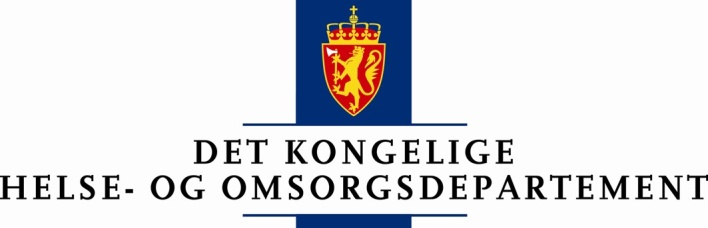 DET KONGELIGE
HELSE- OG OMSORGSDEPARTEMENT